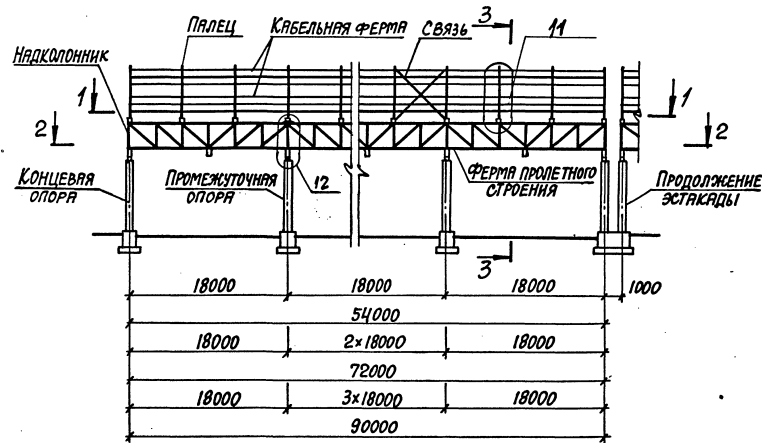 3
Палец
Кабельная ферма
Связь
11
Надколонник
1
1
2
2
Концевая
опора
Промежуточная
опора
12
Ферма пролетного
строения
Продолжение
эстакады
3
18000
18000
18000
1000
54000
18000
2×18000
18000
72000
18000
3×18000
18000
90000